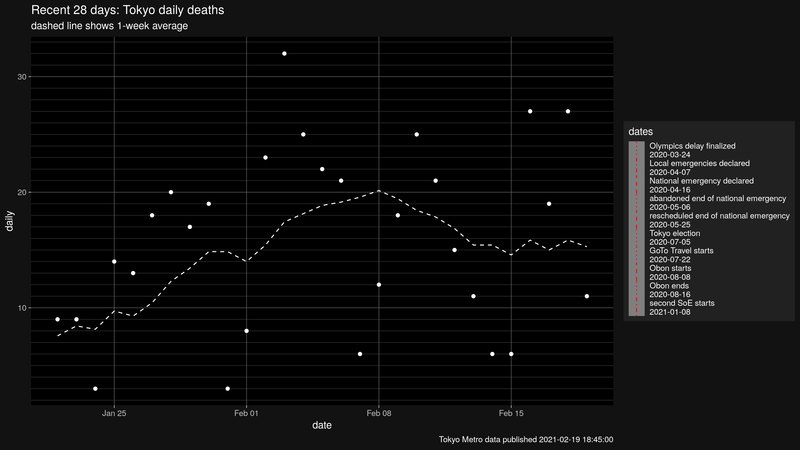 Recent 28 days: Tokyo daily deaths
dashed line shows 1-week average
daily
30
20
10
Jan 25
Feb 01
Feb 08
Feb 15
date
Tokyo Metro data published 2021-02-19 18:45:00
dates
Olympics delay finalized
2020-03-24
Local emergencies declared
2020-04-07
National emergency declared
2020-04-16
abandoned end of national emergency
2020-05-06
rescheduled end of national emergency
2020-05-25
Tokyo election
2020-07-05
GoTo Travel starts
2020-07-22
Obon starts
2020-08-08
Obon ends
2020-08-16
second SoE starts
2021-01-08